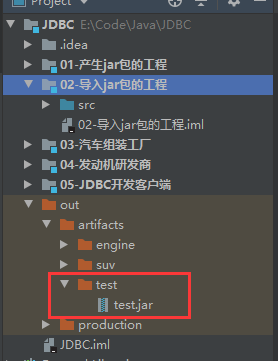 Project
JDBC E:\Code\Java\JDBC
.idea
01-产生jar包的工程
02-导入jar包的工程
src
02-导入jar包的工程.iml
03-汽车组装工厂
04-发动机研发商
05-JDBC开发客户端
out
artifacts
engine
suv
test
test.jar
production
JDBC.iml